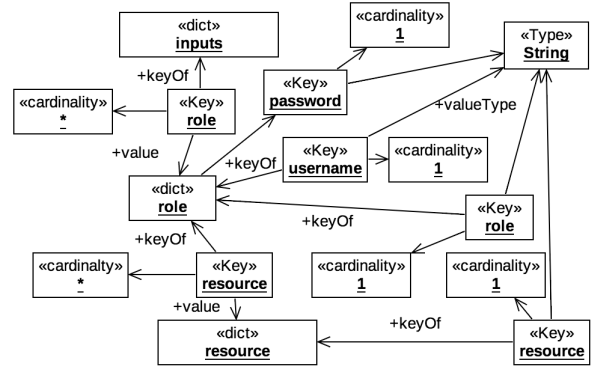 «dict»
inputs
«cardinality»
1
«Type»
String
+keyOf
«Key»
password
«cardinality»
*
«Key»
role
+valueType
+value
+keyOf
«Key»
username
«cardinality»
1
«dict»
role
+keyOf
«Key»
role
+keyOf
«cardinalty»
*
«Key»
resource
«cardinality»
1
«cardinality»
1
+value
«dict»
resource
+keyOf
«Key»
resource